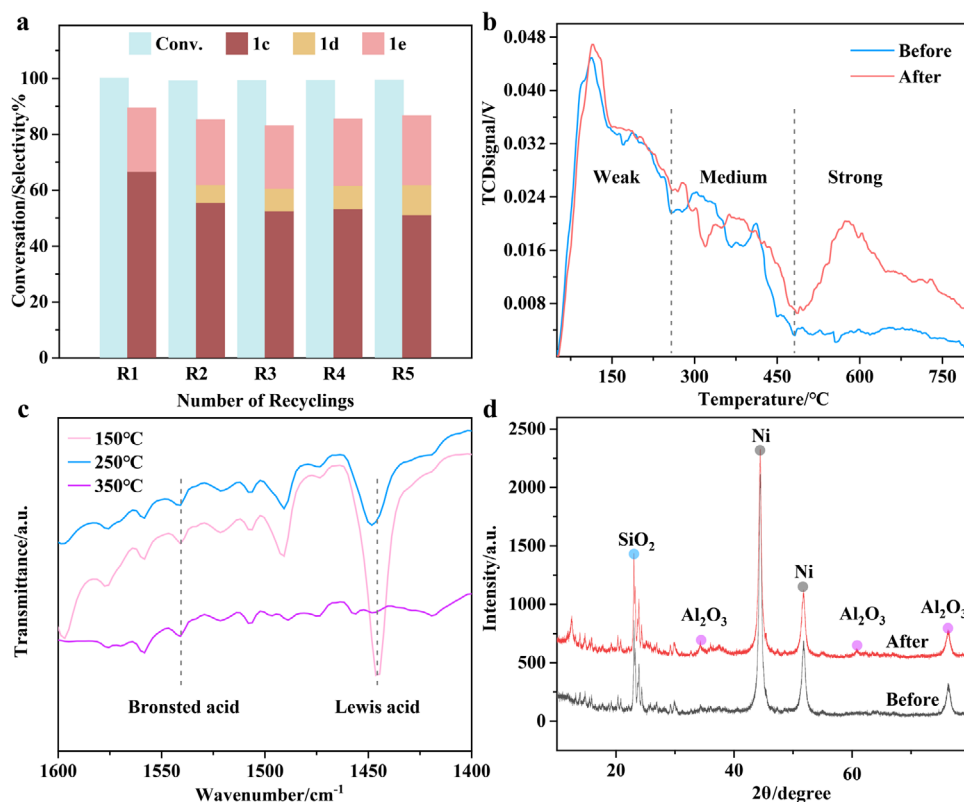 a
Conv. 1c 1d 1e
Conversation/Selectivity%
100
80
60
40
20
0
R1 R2 R3 R4 R5
Number of Recyclings
b
Before
After
TCDsignal/V
0.048
0.040
0.032
0.024
0.016
0.008
Weak Medium Strong
150 300 450 600 750
Temperature/°C
c
150°C
250°C
350°C
Transmittance/a.u.
Bronsted acid Lewis acid
1600 1550 1500 1450 1400
Wavenumber/cm⁻¹
d
Intensity/a.u.
2500
2000
1500
1000
500
0
Ni
SiO₂
Ni
Al₂O₃ Al₂O₃ Al₂O₃
After
Before
20 40 60
2θ/degree